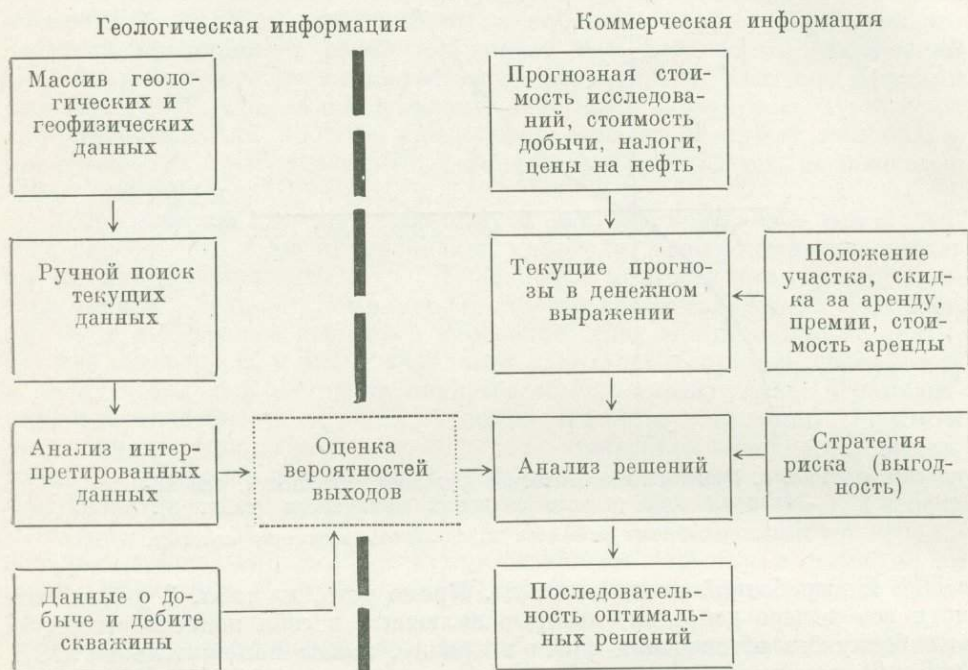 Геологическая информация
Коммерческая информация
Массив геоло-
гических и
геофизических
данных
Прогнозная стои-
мость исследова-
ний, стоимость
добычи, налоги,
цены на нефть
Ручной поиск
текущих
данных
Текущие прогно-
зы в денежном
выражении
Положение
участка, скид-
ка за аренду,
премии, стои-
мость аренды
Анализ интер-
претированных
данных
Оценка
вероятностей
выходов
Анализ решений
Стратегия
риска (выгод-
ность)
Данные о до-
быче и дебите
скважины
Последователь-
ность оптималь-
ных решений